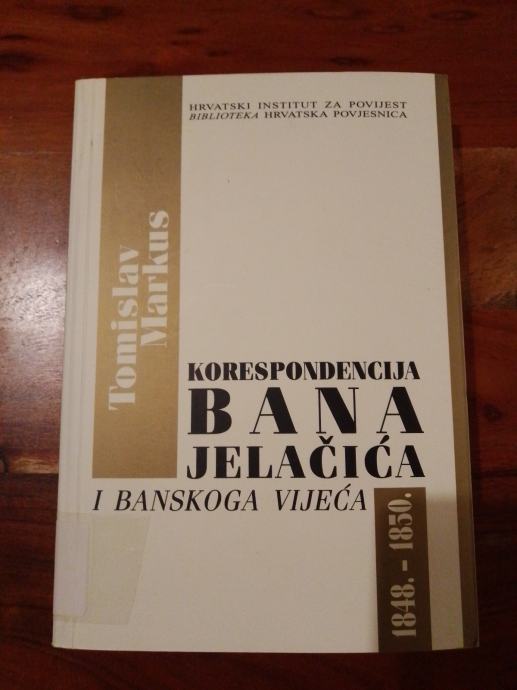 HRVATSKI INSTITUT ZA POVIJEST
BIBLIOTEKA HRVATSKA POVJESNICA
Tomislav
Markus
KORESPONDENCIJA
BANA
JELAČIĆA
I BANSKOGA VIJEĆA
1848. - 1850.